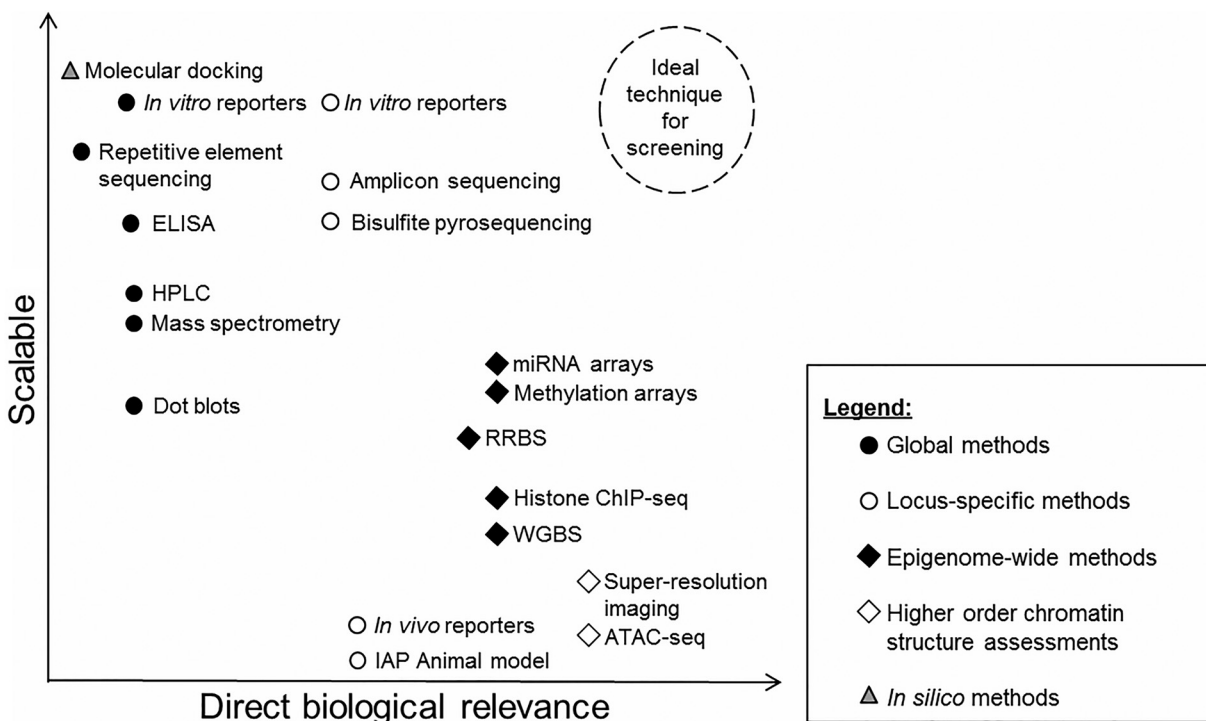 Molecular docking
In vitro reporters
In vitro reporters
Ideal
technique
for
screening
Repetitive element
sequencing
Amplicon sequencing
ELISA
Bisulfite pyrosequencing
HPLC
Mass spectrometry
miRNA arrays
Methylation arrays
Dot blots
RRBS
Histone ChIP-seq
WGBS
Super-resolution
imaging
In vivo reporters
ATAC-seq
IAP Animal model
Scalable
Direct biological relevance
Legend:
Global methods
Locus-specific methods
Epigenome-wide methods
Higher order chromatin
structure assessments
In silico methods